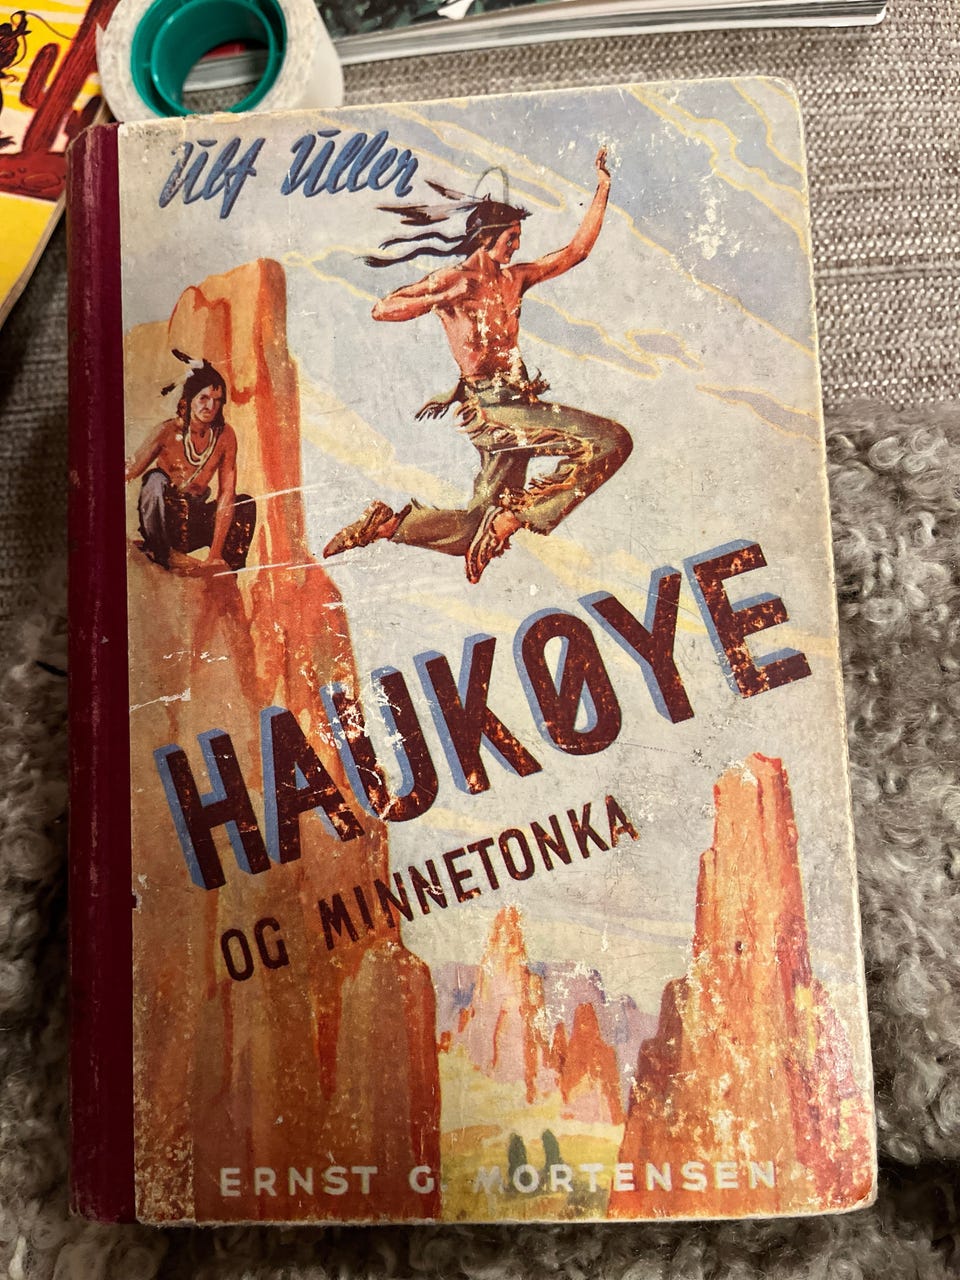 Ulf Uller
HAUKØYE
OG MINNETONKA
ERNST G. MORTENSEN